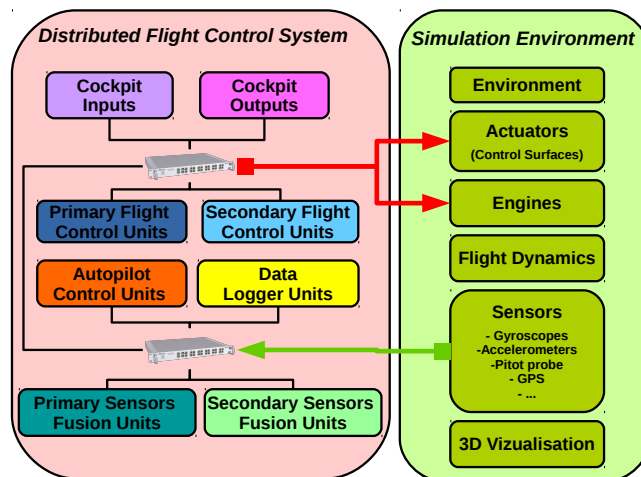 Distributed Flight Control System
Cockpit
Inputs
Cockpit
Outputs
Primary Flight
Control Units
Secondary Flight
Control Units
Autopilot
Control Units
Data
Logger Units
Primary Sensors
Fusion Units
Secondary Sensors
Fusion Units
Simulation Environment
Environment
Actuators
(Control Surfaces)
Engines
Flight Dynamics
Sensors
- Gyroscopes
-Accelerometers
-Pitot probe
- GPS
- ...
3D Vizualisation